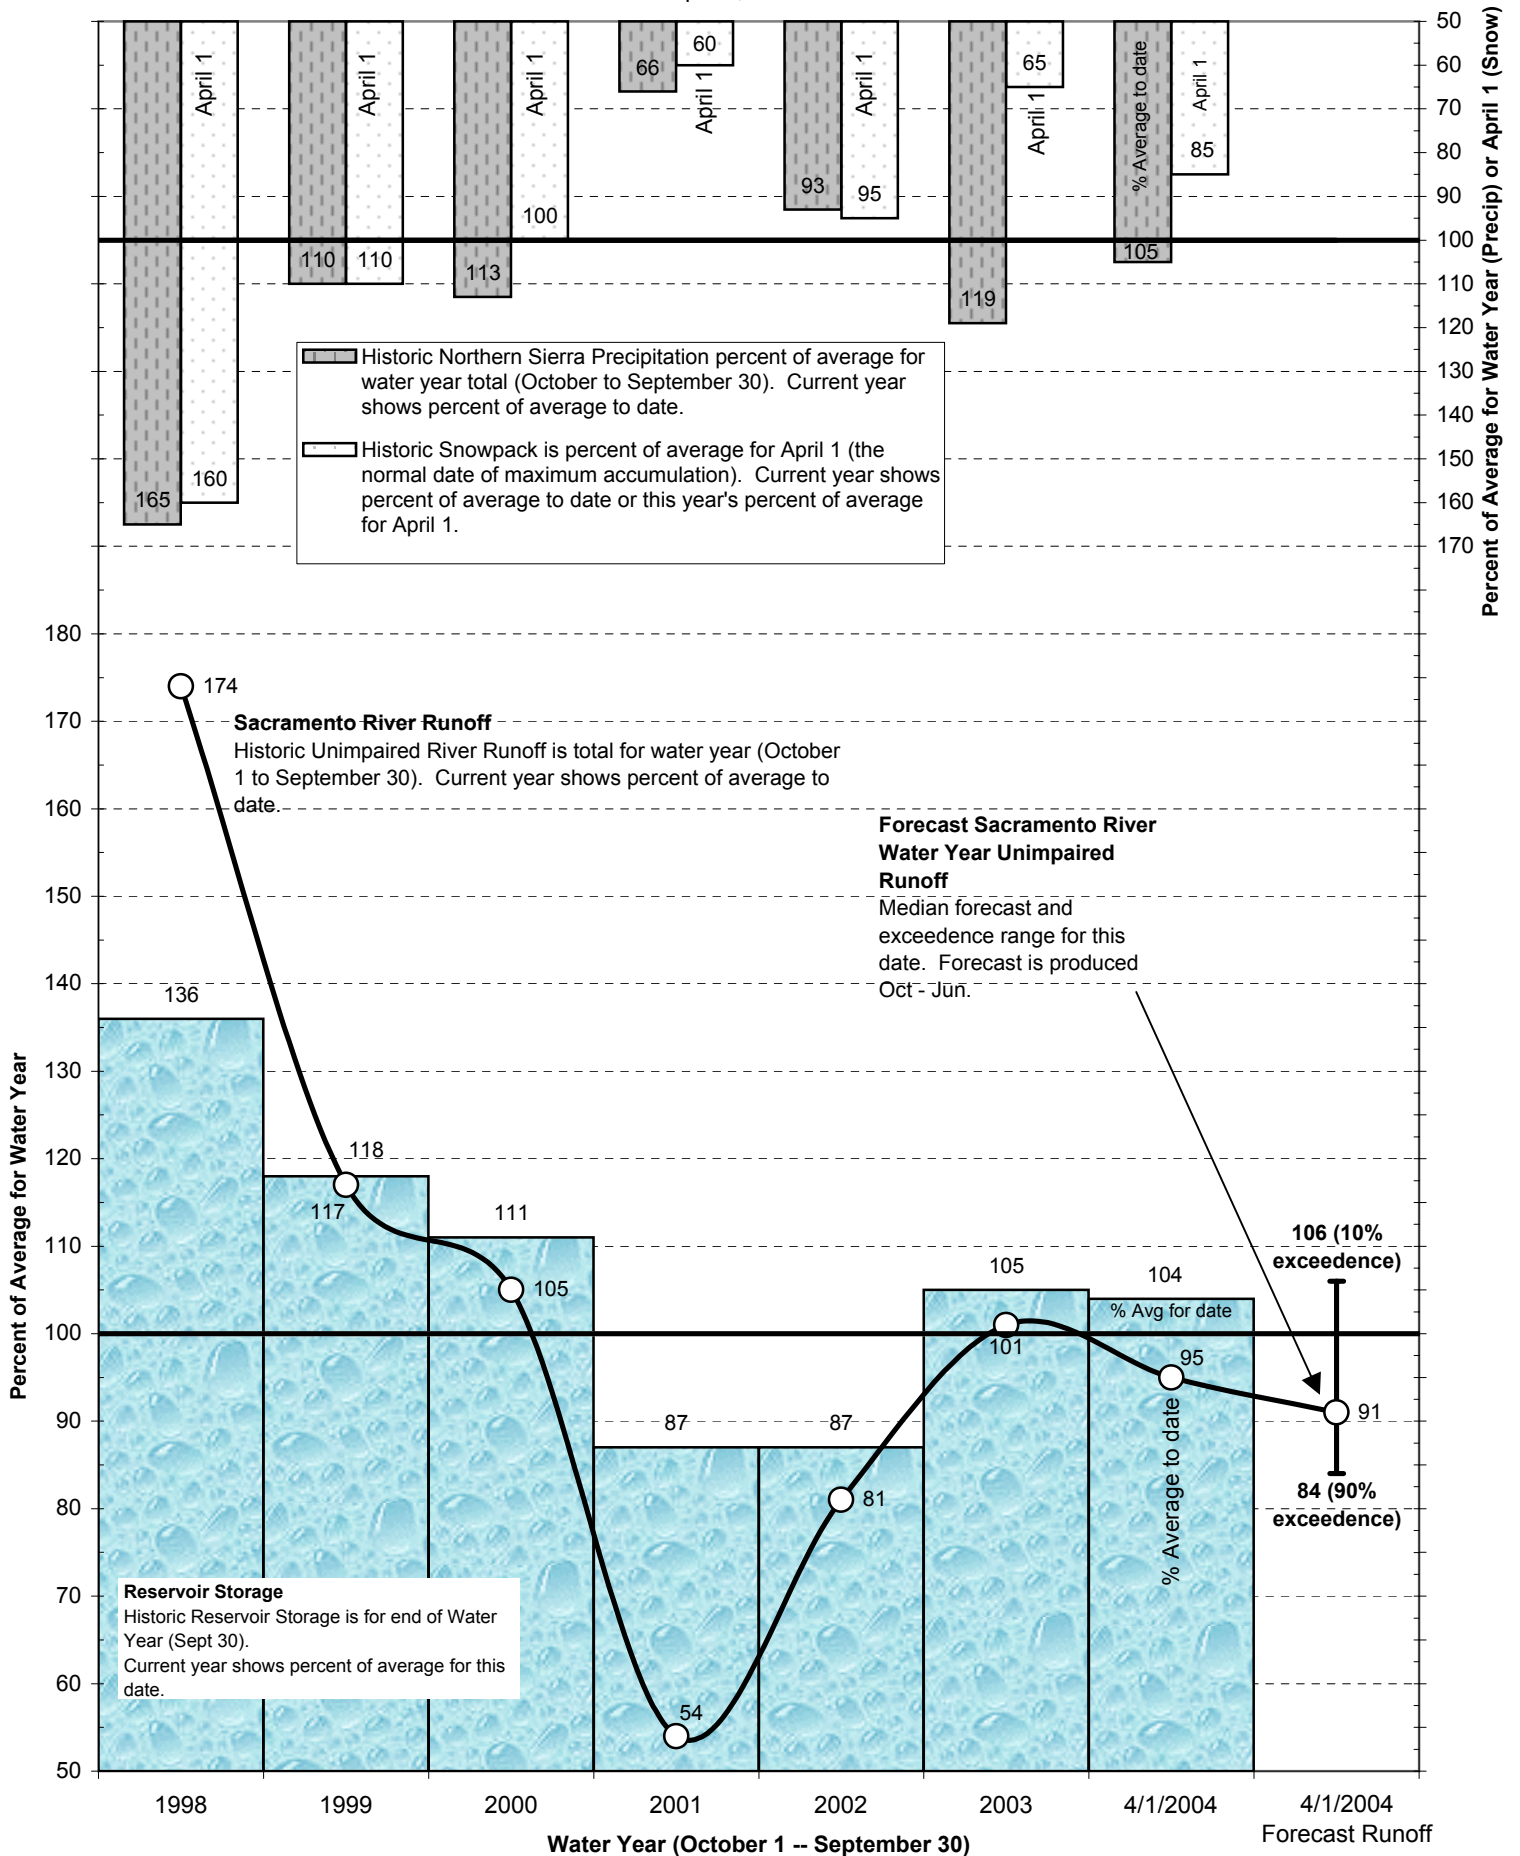 50
60
70
80
90
100
110
120
130
140
150
160
170
Percent of Average for Water Year (Precip) or April 1 (Snow)
April 1
April 1
April 1
60
66
April 1
April 1
93
95
65
April 1
% Average to date
April 1
85
100
110
110
113
119
105
165
160
Historic Northern Sierra Precipitation percent of average for
water year total (October to September 30). Current year
shows percent of average to date.
Historic Snowpack is percent of average for April 1 (the
normal date of maximum accumulation). Current year shows
percent of average to date or this year's percent of average
for April 1.
180
170
160
150
140
130
120
110
100
90
80
70
60
50
Percent of Average for Water Year
174
Sacramento River Runoff
Historic Unimpaired River Runoff is total for water year (October
1 to September 30). Current year shows percent of average to
date.
Forecast Sacramento River
Water Year Unimpaired
Runoff
Median forecast and
exceedence range for this
date. Forecast is produced
Oct - Jun.
136
118
117
111
105
87
87
105
104
% Avg for date
106 (10%
exceedence)
101
95
% Average to date
91
84 (90%
exceedence)
81
54
Reservoir Storage
Historic Reservoir Storage is for end of Water
Year (Sept 30).
Current year shows percent of average for this
date.
1998
1999
2000
2001
2002
2003
4/1/2004
4/1/2004
Forecast Runoff
Water Year (October 1 -- September 30)